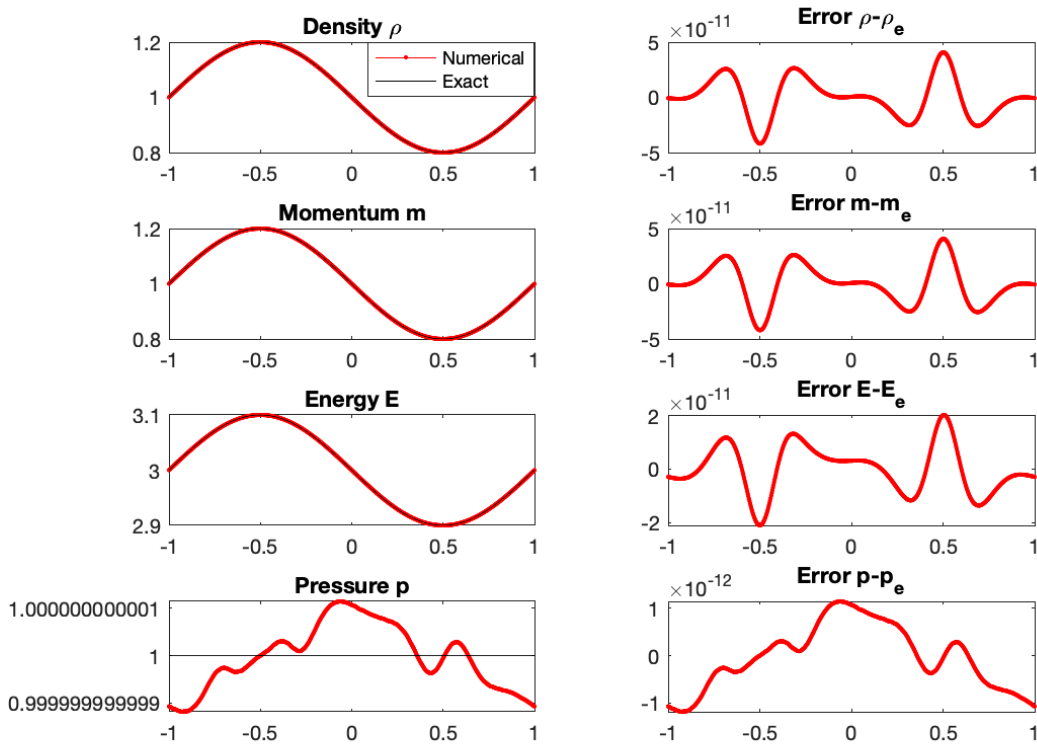 Density ρ
1.2
1
0.8
-1 -0.5 0 0.5 1
Numerical
Exact
Error ρ-ρₑ
×10⁻¹¹
5
0
-5
-1 -0.5 0 0.5 1
Momentum m
1.2
1
0.8
-1 -0.5 0 0.5 1
Error m-mₑ
×10⁻¹¹
5
0
-5
-1 -0.5 0 0.5 1
Energy E
3.1
3
2.9
-1 -0.5 0 0.5 1
Error E-Eₑ
×10⁻¹¹
2
0
-2
-1 -0.5 0 0.5 1
Pressure p
1.000000000001
1
0.999999999999
-1 -0.5 0 0.5 1
Error p-pₑ
×10⁻¹²
1
0
-1
-1 -0.5 0 0.5 1